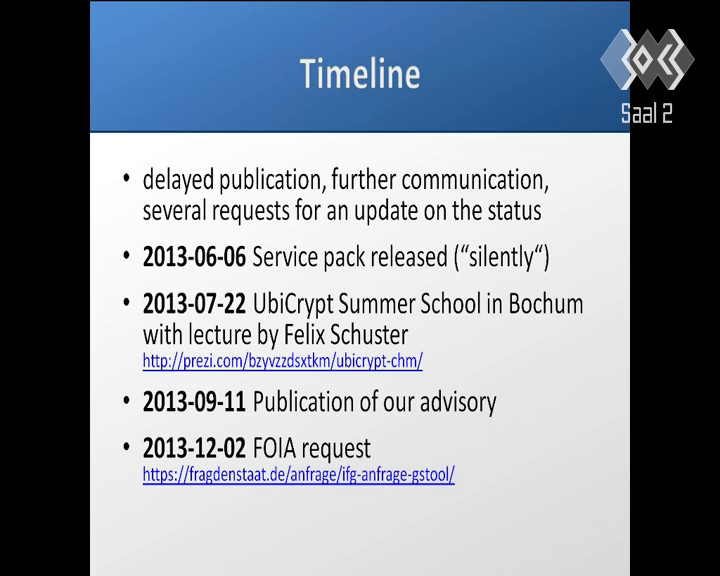 Timeline
Saal 2
• delayed publication, further communication,
several requests for an update on the status
• 2013-06-06 Service pack released (“silently“)
• 2013-07-22 UbiCrypt Summer School in Bochum
with lecture by Felix Schuster
http://prezi.com/bzyvzzdsxtkm/ubicrypt-chm/
• 2013-09-11 Publication of our advisory
• 2013-12-02 FOIA request
https://fragdenstaat.de/anfrage/ifg-anfrage-gstool/